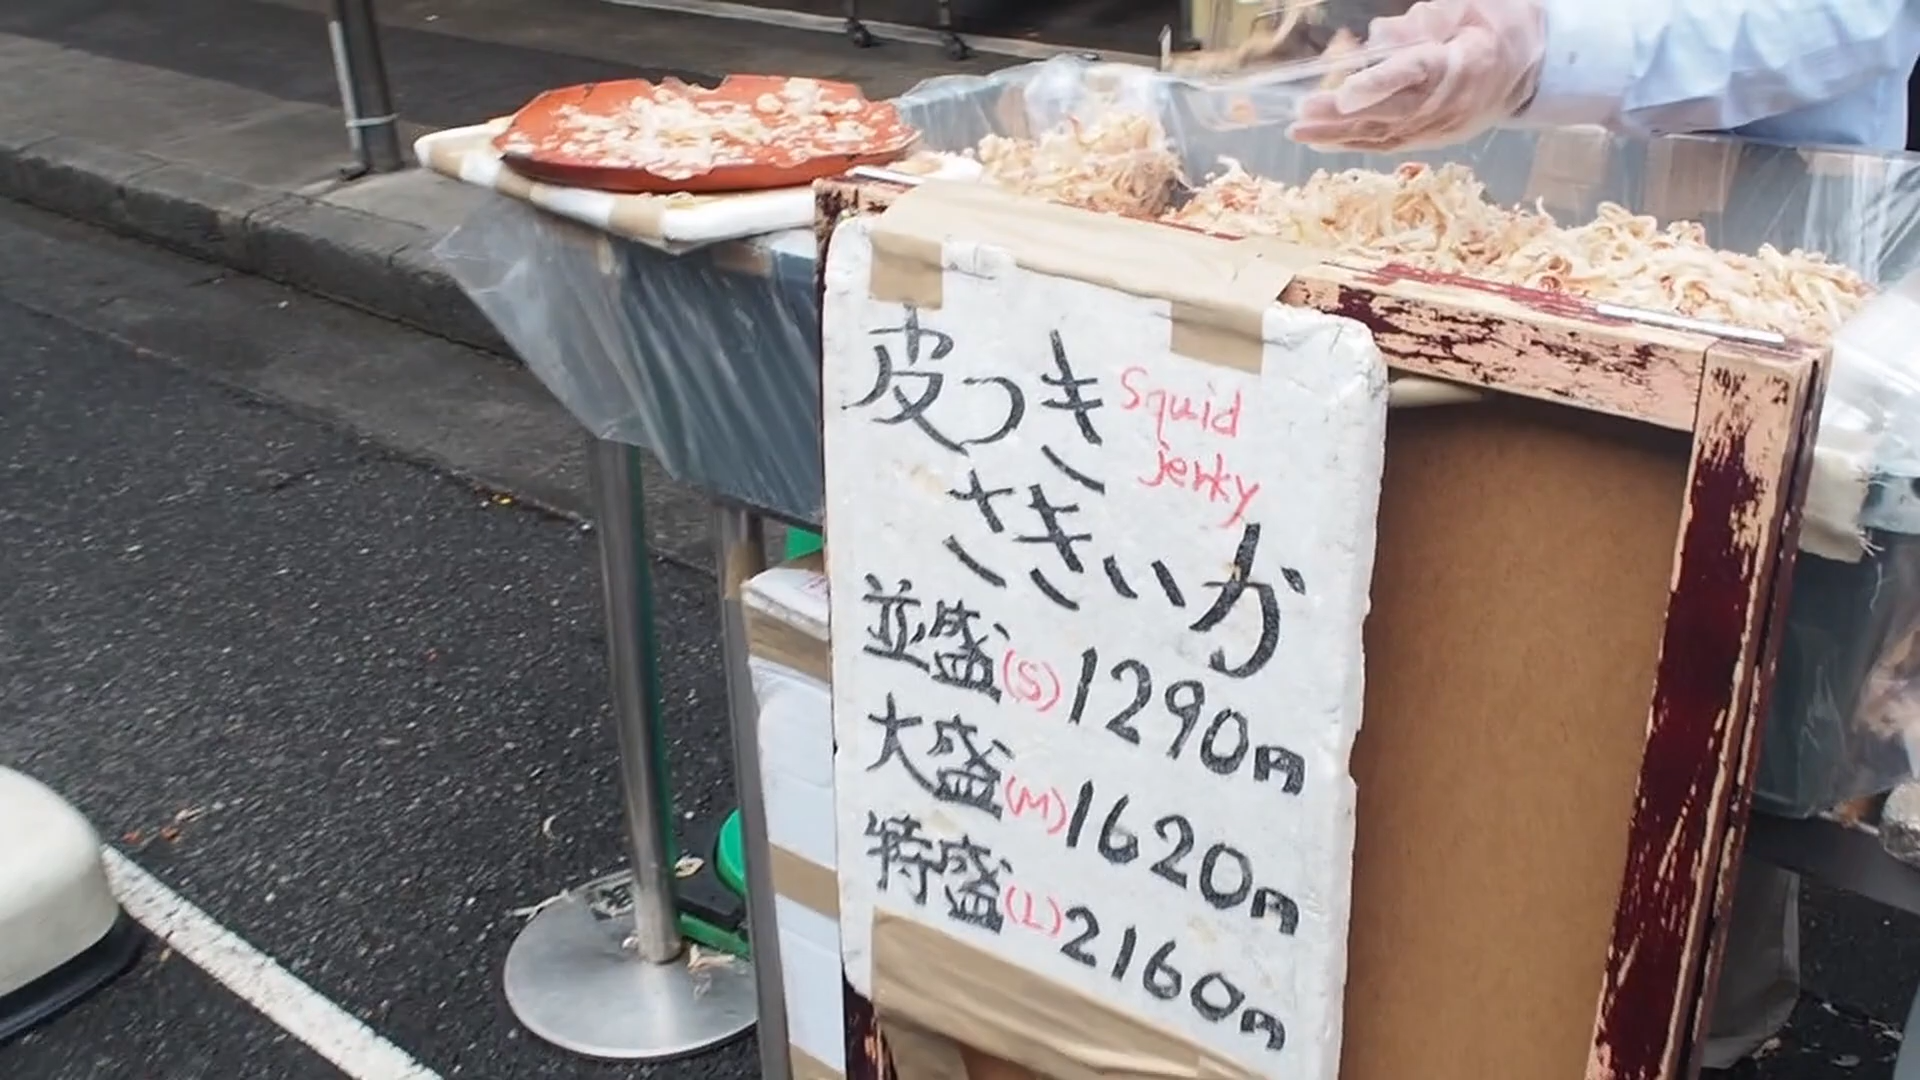 皮つき
Squid
jerky
さきいか
並盛(S)1290円
大盛(M)1620円
特盛(L)2160円